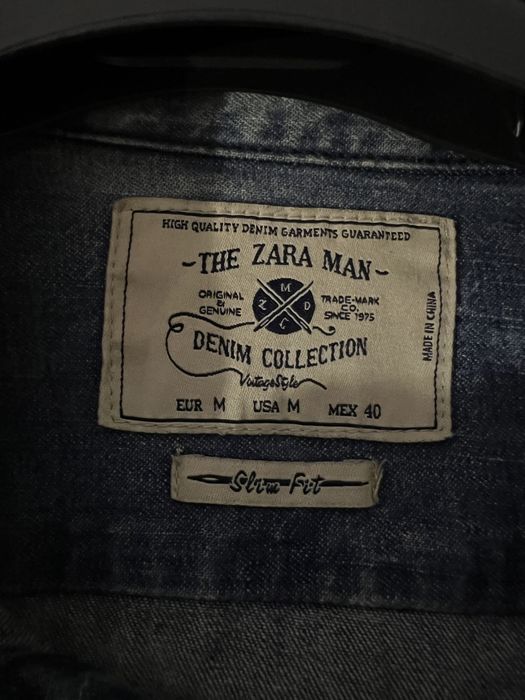 HIGH QUALITY DENIM GARMENTS GUARANTEED
-THE ZARA MAN-
ORIGINAL & GENUINE
M
Z D
C
TRADE-MARK CO. SINCE 1975
DENIM COLLECTION
VintageStyle
EUR M USA M MEX 40
MADE IN CHINA
Slim Fit